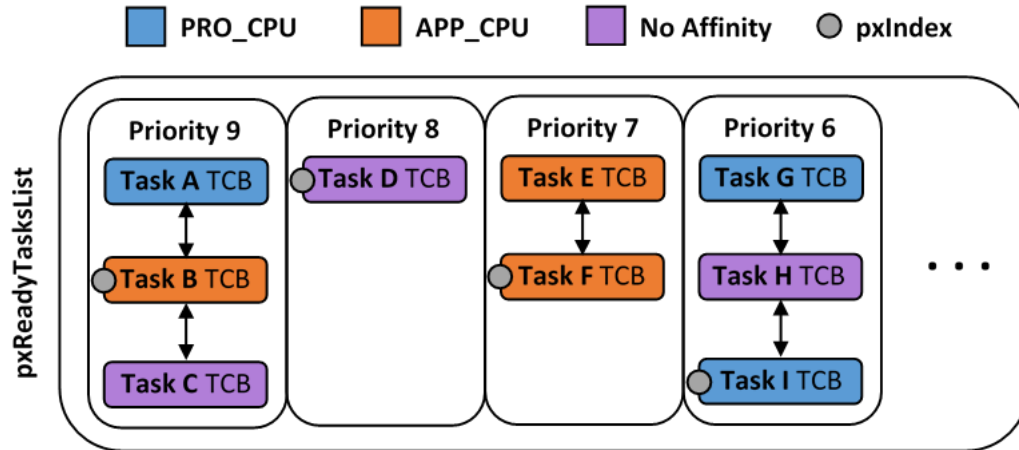 PRO_CPU APP_CPU No Affinity pxIndex
pxReadyTasksList
Priority 9 Priority 8 Priority 7 Priority 6
Task A TCB Task D TCB Task E TCB Task G TCB
Task B TCB Task F TCB Task H TCB
Task C TCB Task I TCB
. . .